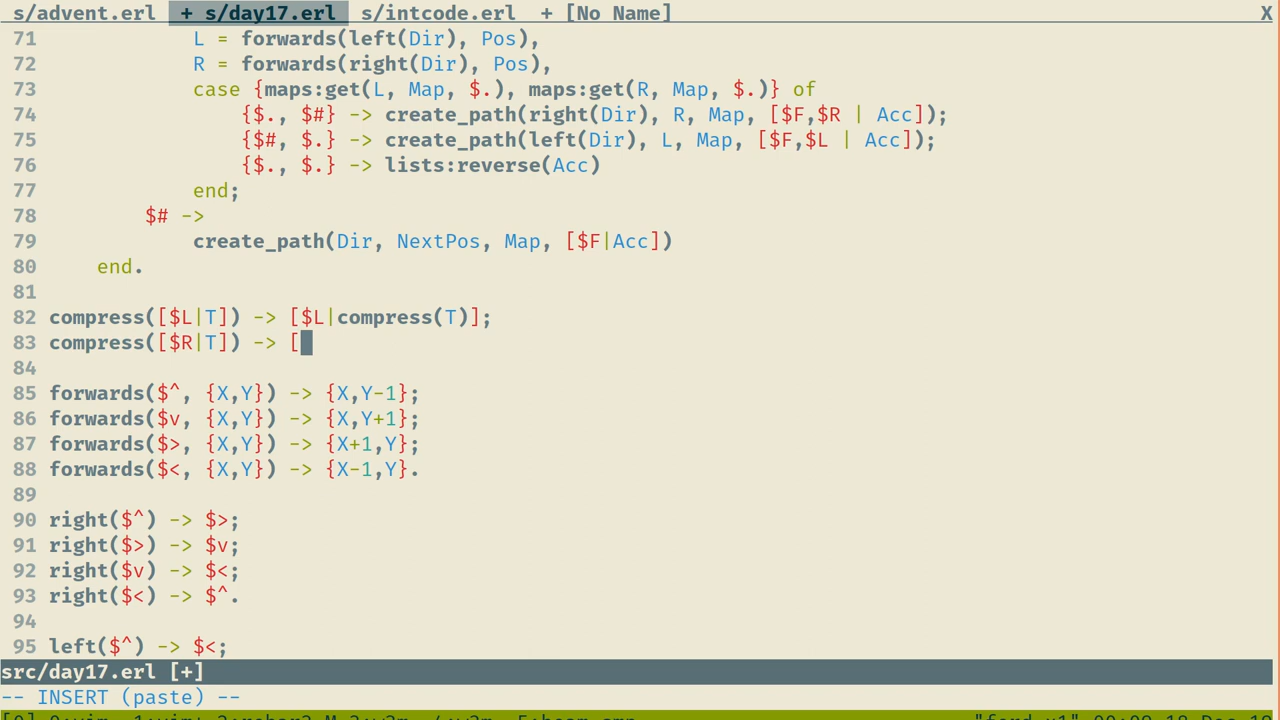 s/advent.erl + s/day17.erl s/intcode.erl + [No Name] X
71 L = forwards(left(Dir), Pos),
72 R = forwards(right(Dir), Pos),
73 case {maps:get(L, Map, $.), maps:get(R, Map, $.)} of
74 {$., $#} -> create_path(right(Dir), R, Map, [$F,$R | Acc]);
75 {$#, $.} -> create_path(left(Dir), L, Map, [$F,$L | Acc]);
76 {$., $.} -> lists:reverse(Acc)
77 end;
78 $# ->
79 create_path(Dir, NextPos, Map, [$F|Acc])
80 end.
81
82 compress([$L|T]) -> [$L|compress(T)];
83 compress([$R|T]) -> [
84
85 forwards($^, {X,Y}) -> {X,Y-1};
86 forwards($v, {X,Y}) -> {X,Y+1};
87 forwards($>, {X,Y}) -> {X+1,Y};
88 forwards($<, {X,Y}) -> {X-1,Y}.
89
90 right($^) -> $>;
91 right($>) -> $v;
92 right($v) -> $<;
93 right($<) -> $^.
94
95 left($^) -> $<;
src/day17.erl [+]
-- INSERT (paste) --